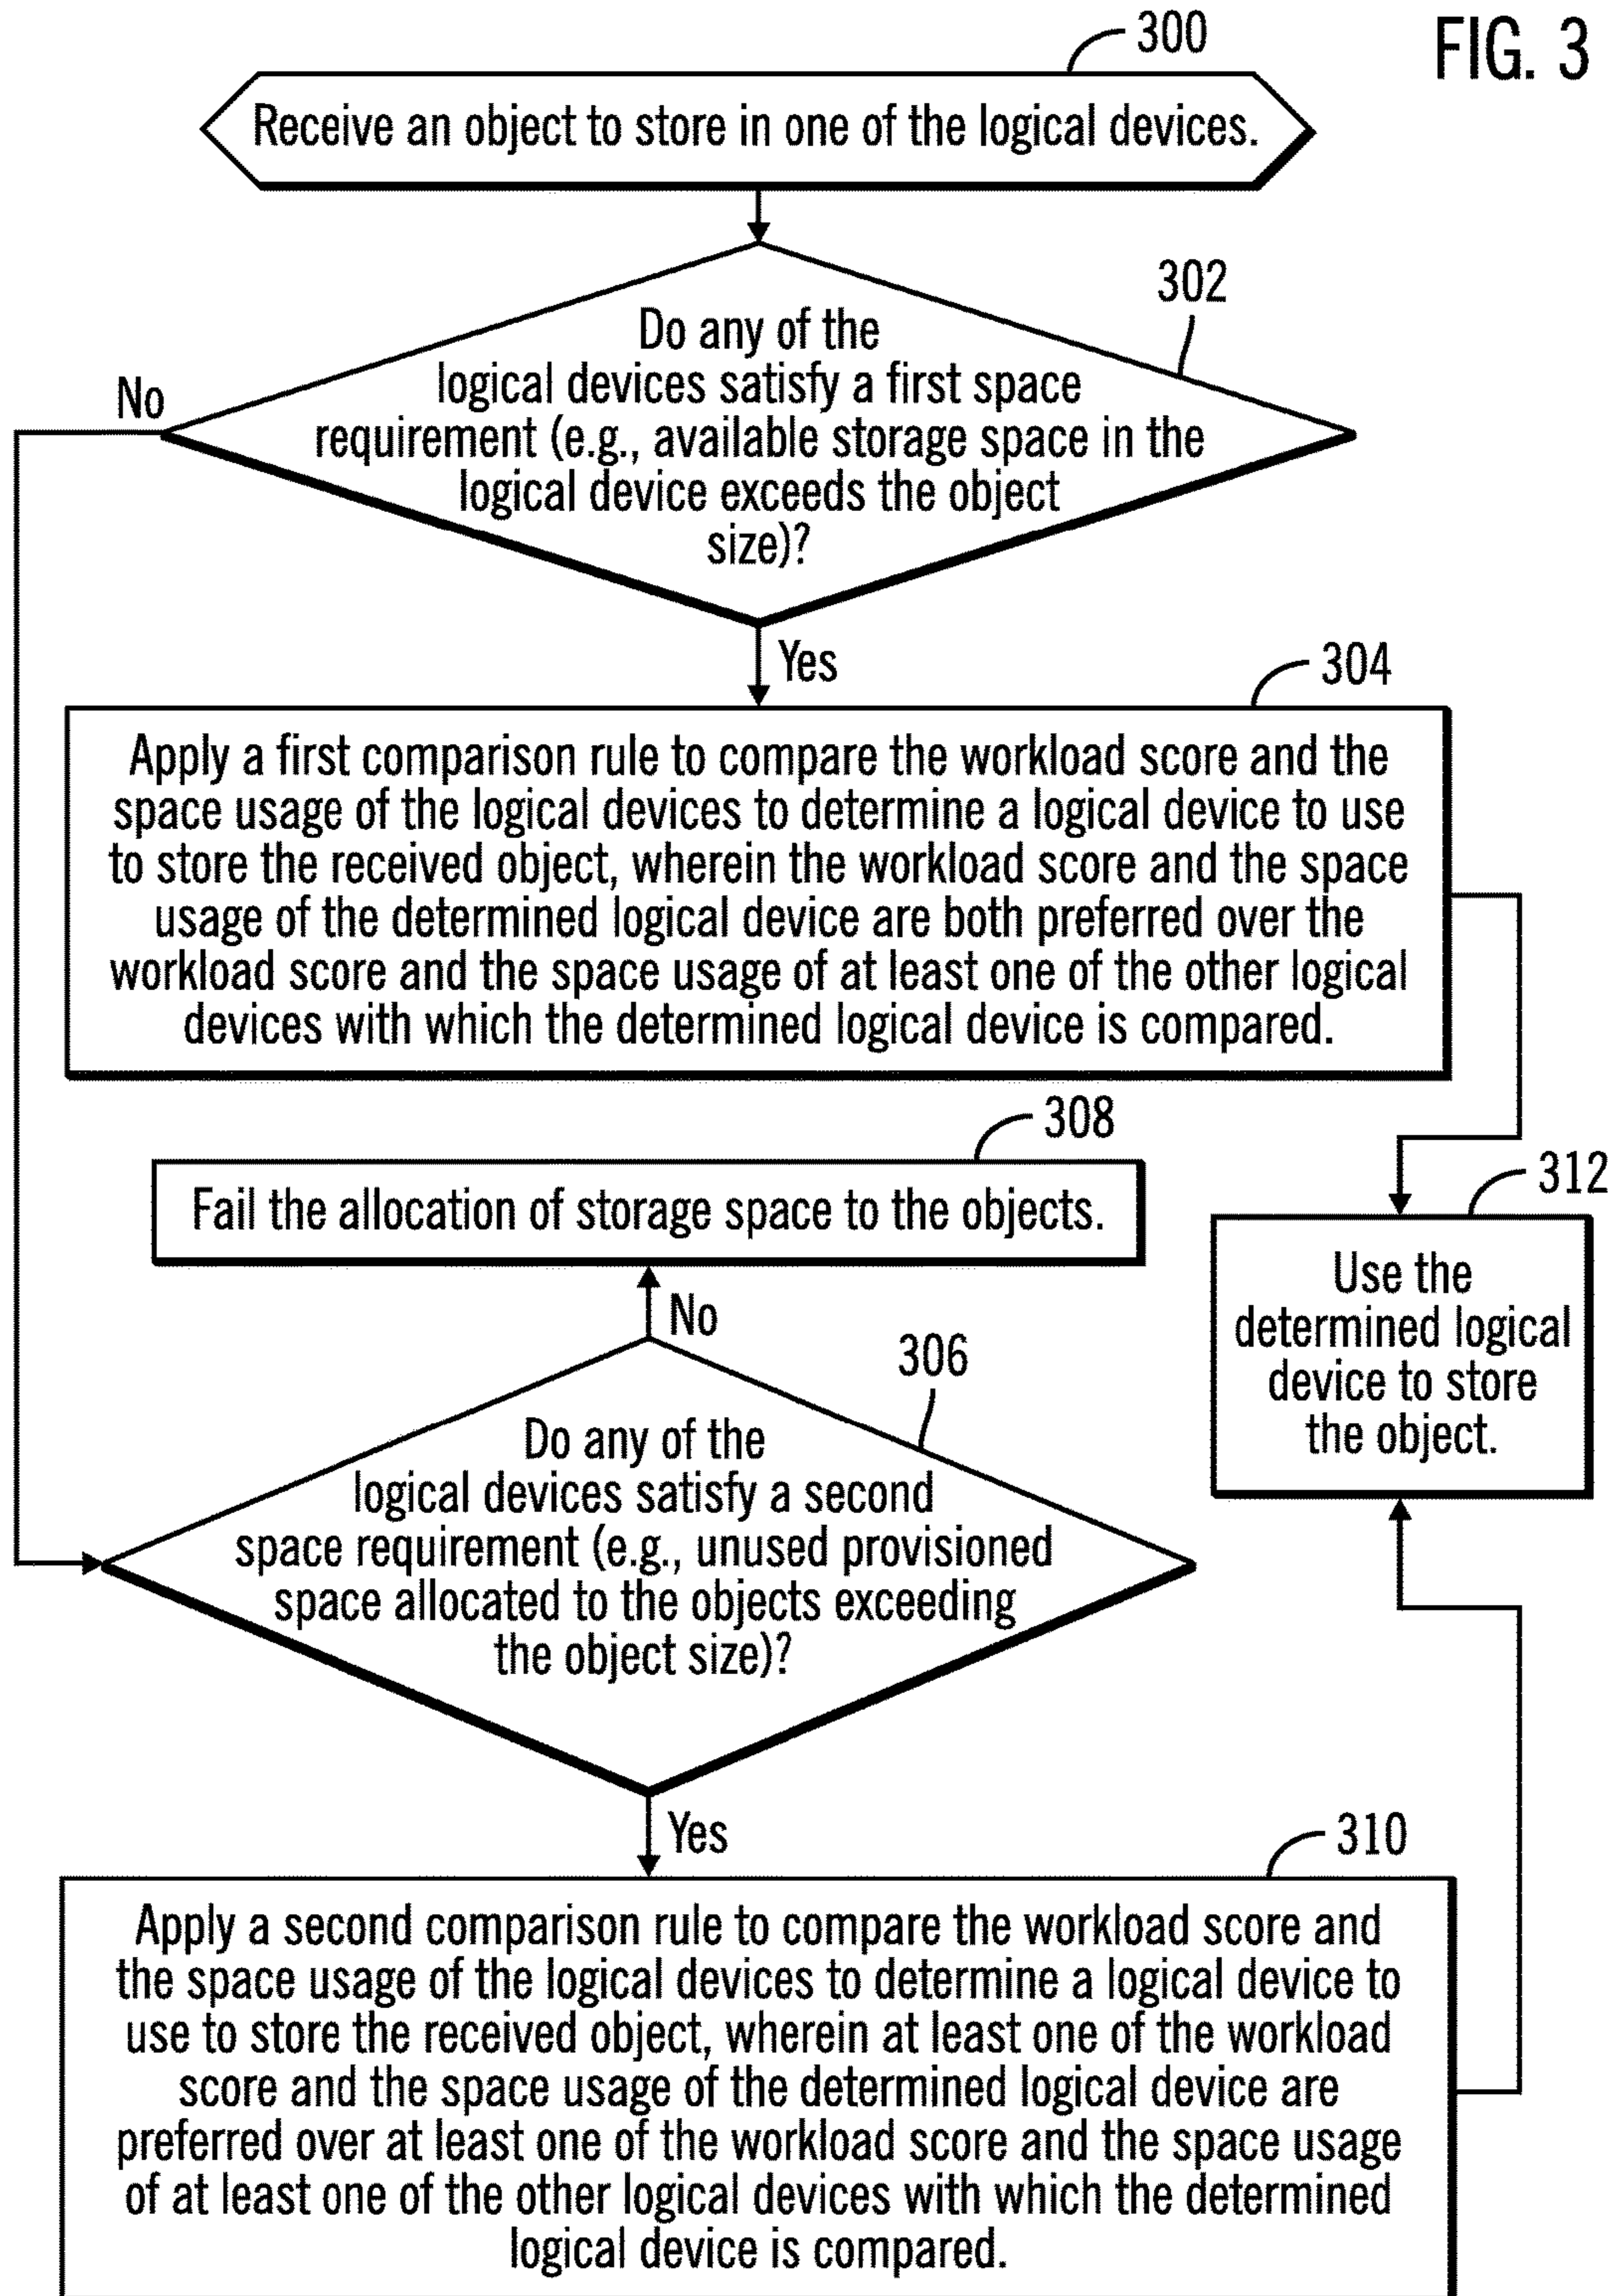 FIG. 3
300
Receive an object to store in one of the logical devices.
302
Do any of the
logical devices satisfy a first space
requirement (e.g., available storage space in the
logical device exceeds the object
size)?
No
Yes
304
Apply a first comparison rule to compare the workload score and the
space usage of the logical devices to determine a logical device to use
to store the received object, wherein the workload score and the space
usage of the determined logical device are both preferred over the
workload score and the space usage of at least one of the other logical
devices with which the determined logical device is compared.
308
Fail the allocation of storage space to the objects.
312
Use the
determined logical
device to store
the object.
No
306
Do any of the
logical devices satisfy a second
space requirement (e.g., unused provisioned
space allocated to the objects exceeding
the object size)?
Yes
310
Apply a second comparison rule to compare the workload score and
the space usage of the logical devices to determine a logical device to
use to store the received object, wherein at least one of the workload
score and the space usage of the determined logical device are
preferred over at least one of the workload score and the space usage
of at least one of the other logical devices with which the determined
logical device is compared.